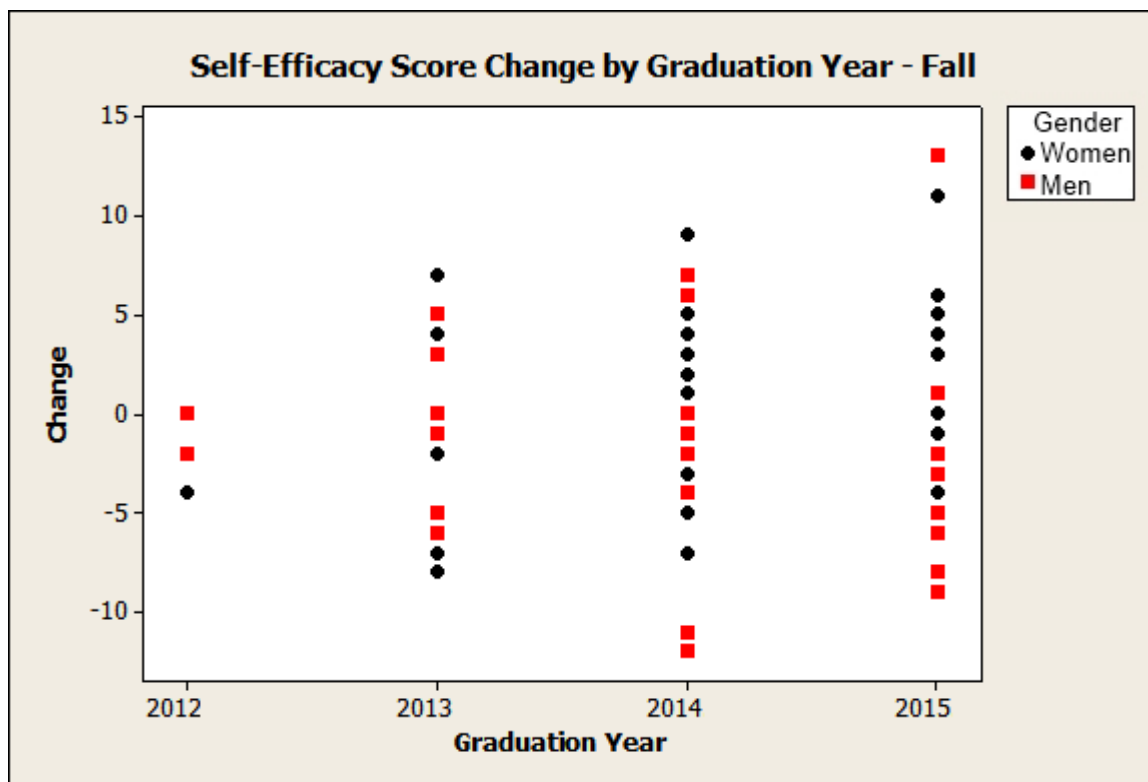 Self-Efficacy Score Change by Graduation Year - Fall
Gender
Women
Men
15
10
5
0
-5
-10
Change
2012 2013 2014 2015
Graduation Year